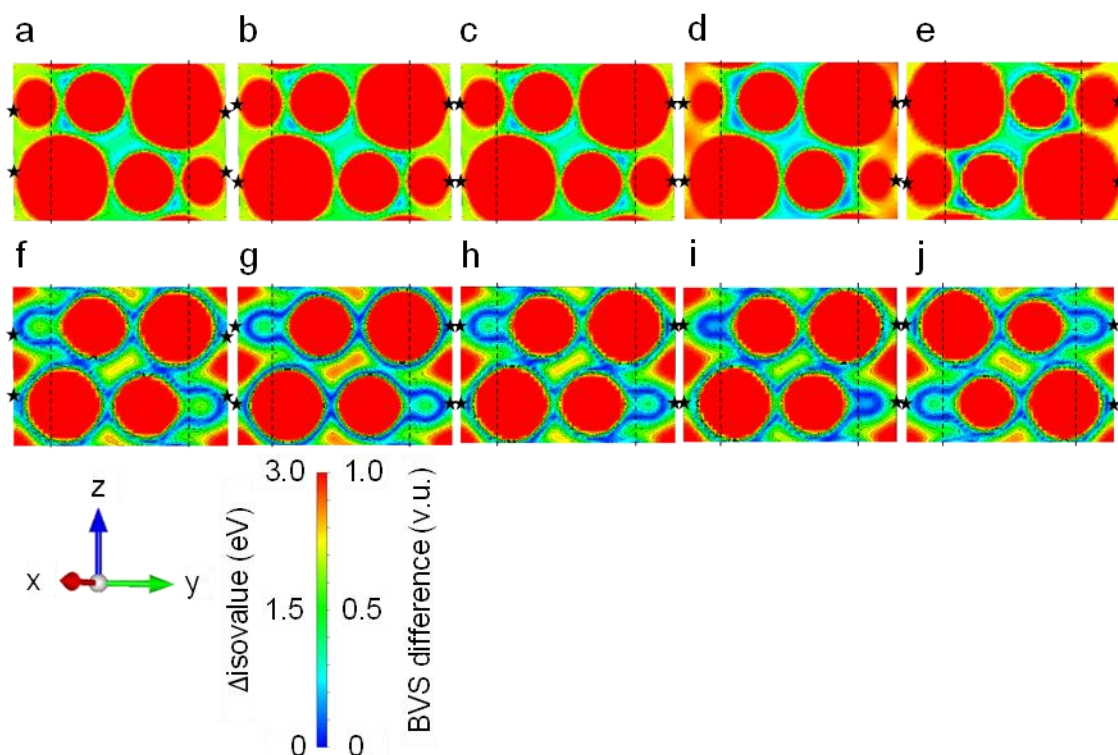 a b c d e
f g h i j
z
x y
Δisovalue (eV)
3.0 1.0
1.5 0.5
0 0
BVS difference (v.u.)